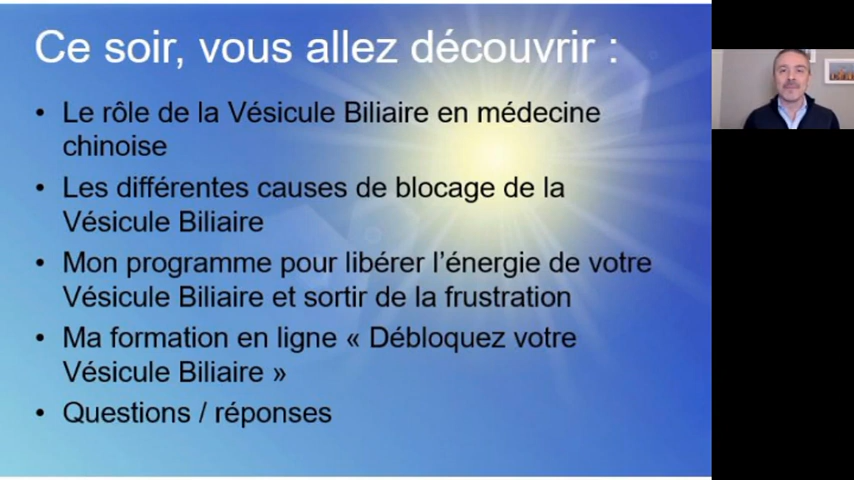 Ce soir, vous allez découvrir :
• Le rôle de la Vésicule Biliaire en médecine
chinoise
• Les différentes causes de blocage de la
Vésicule Biliaire
• Mon programme pour libérer l’énergie de votre
Vésicule Biliaire et sortir de la frustration
• Ma formation en ligne « Débloquez votre
Vésicule Biliaire »
• Questions / réponses